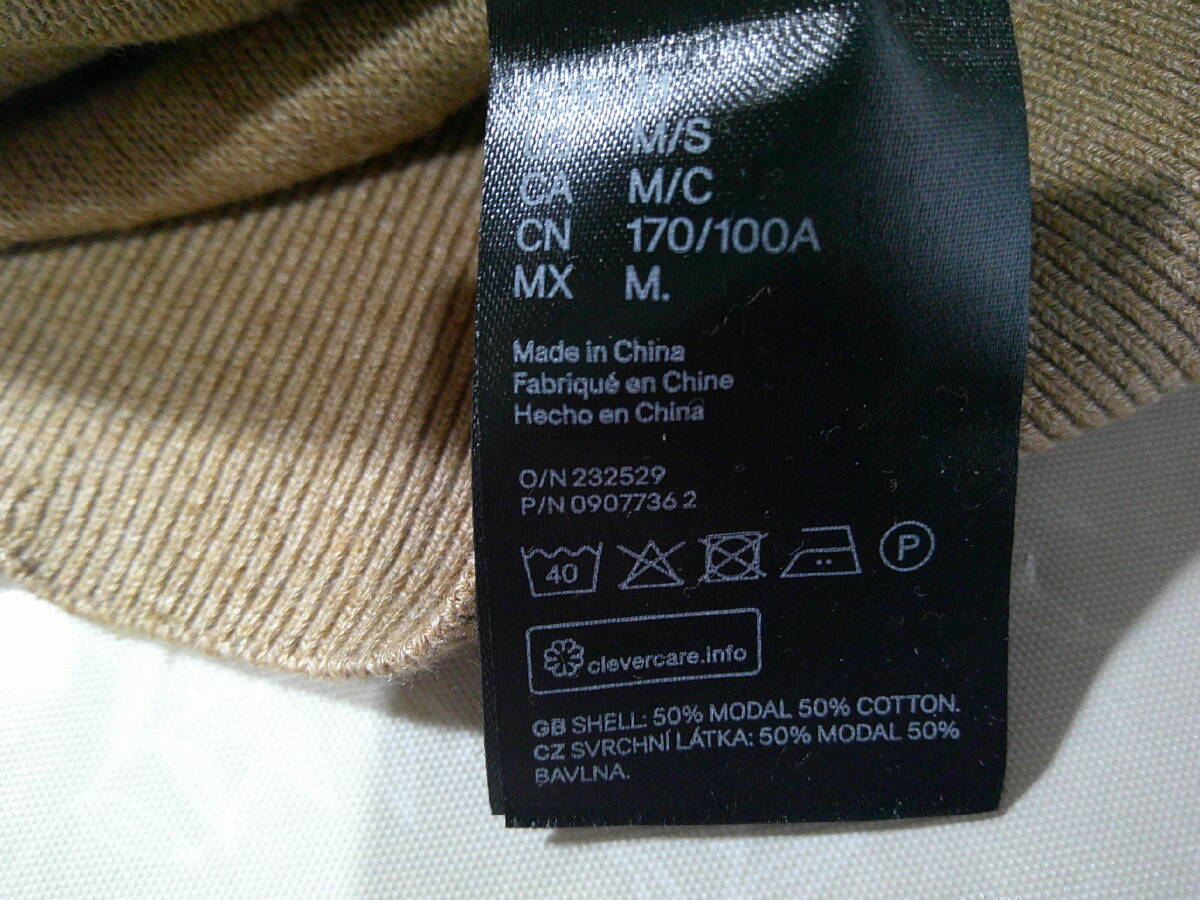 M/S
CA M/C
CN 170/100A
MX M.
Made in China
Fabriqué en Chine
Hecho en China
O/N 232529
P/N 0907736 2
40
P
clevercare.info
GB SHELL: 50% MODAL 50% COTTON.
CZ SVRCHNÍ LÁTKA: 50% MODAL 50%
BAVLNA.